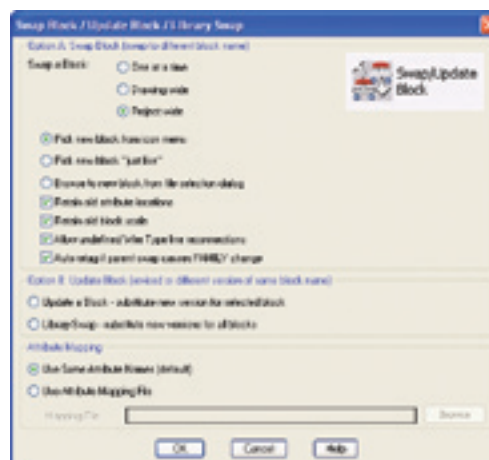 Swap Block / Update Block / Library Swap
Option A: Swap Block (swap to different block name)
Swap a Block:
One at a time
Drawing wide
Project wide
Swap/Update
Block
Pick new block from icon menu
Pick new block "just like"
Browse to new block from file selection dialog
Retain old attribute locations
Retain old block scale
Allow undefined Wire Type line reconnections
Auto retag if parent swap causes FAMILY change
Option B: Update Block (revised or different version of same block name)
Update a Block - substitute new version for selected block
Library Swap - substitute new versions for all blocks
Attribute Mapping
Use Same Attribute Names (default)
Use Attribute Mapping File
Mapping File
Browse
OK
Cancel
Help